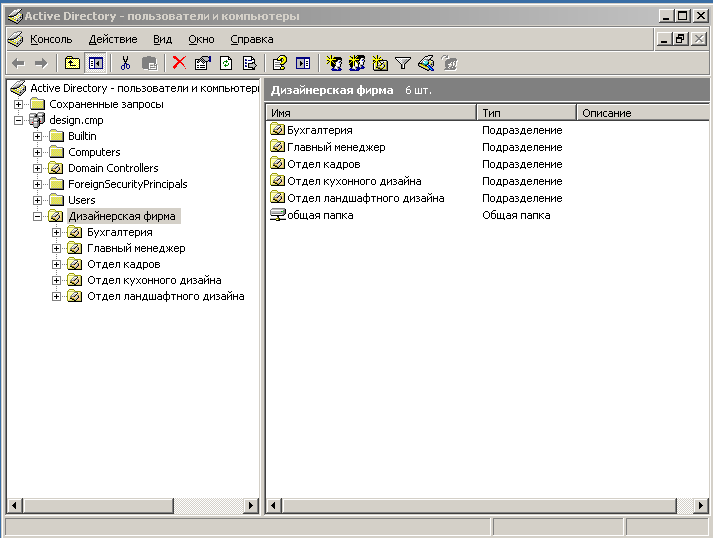 Active Directory - пользователи и компьютеры
Консоль Действие Вид Окно Справка
Active Directory - пользователи и компьютеры
Сохраненные запросы
design.cmp
Builtin
Computers
Domain Controllers
ForeignSecurityPrincipals
Users
Дизайнерская фирма
Бухгалтерия
Главный менеджер
Отдел кадров
Отдел кухонного дизайна
Отдел ландшафтного дизайна
Дизайнерская фирма 6 шт.
Имя Тип Описание
Бухгалтерия Подразделение
Главный менеджер Подразделение
Отдел кадров Подразделение
Отдел кухонного дизайна Подразделение
Отдел ландшафтного дизайна Подразделение
общая папка Общая папка